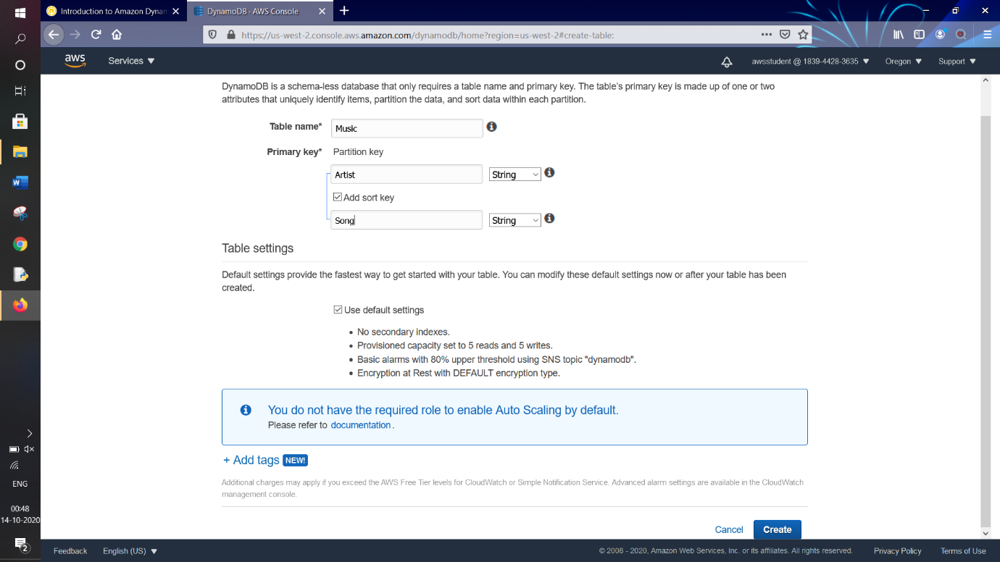 Introduction to Amazon Dynam
DynamoDB · AWS Console
https://us-west-2.console.aws.amazon.com/dynamodb/home?region=us-west-2#create-table:
aws
Services
awsstudent @ 1839-4428-3635
Oregon
Support
DynamoDB is a schema-less database that only requires a table name and primary key. The table's primary key is made up of one or two
attributes that uniquely identify items, partition the data, and sort data within each partition.
Table name*
Music
Primary key*
Partition key
Artist
String
Add sort key
Song
String
Table settings
Default settings provide the fastest way to get started with your table. You can modify these default settings now or after your table has been
created.
Use default settings
• No secondary indexes.
• Provisioned capacity set to 5 reads and 5 writes.
• Basic alarms with 80% upper threshold using SNS topic "dynamodb".
• Encryption at Rest with DEFAULT encryption type.
You do not have the required role to enable Auto Scaling by default.
Please refer to documentation.
+ Add tags NEW!
Additional charges may apply if you exceed the AWS Free Tier levels for CloudWatch or Simple Notification Service. Advanced alarm settings are available in the CloudWatch
management console.
Cancel
Create
Feedback
English (US)
© 2008 - 2020, Amazon Web Services, Inc. or its affiliates. All rights reserved.
Privacy Policy
Terms of Use
ENG
00:48
14-10-2020
2